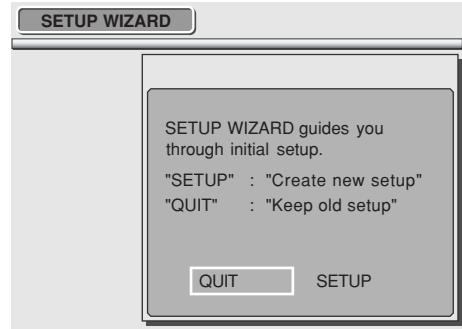 SETUP WIZARD
SETUP WIZARD guides you
through initial setup.
"SETUP" : "Create new setup"
"QUIT" : "Keep old setup"
QUIT SETUP